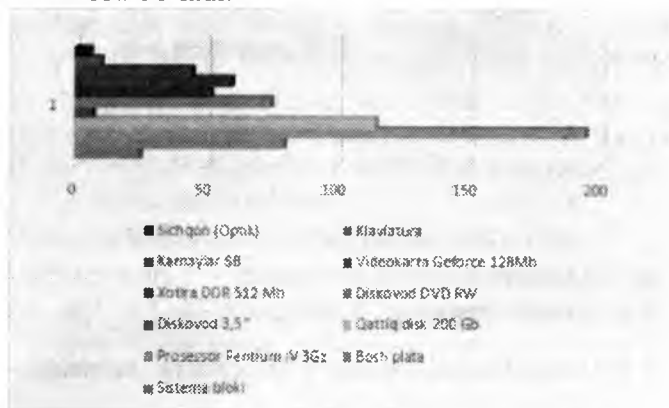 1
0 50 100 150 200
Sichqon (Optik) Klaviatura
Karnaylar SB Videokarta Geforce 128Mb
Xotira DDR 512 Mb Diskovod DVD RW
Diskovod 3,5" Qattiq disk 200 Gb
Prosessor Pentium IV 3Gz Bosh plata
Sistema bloki